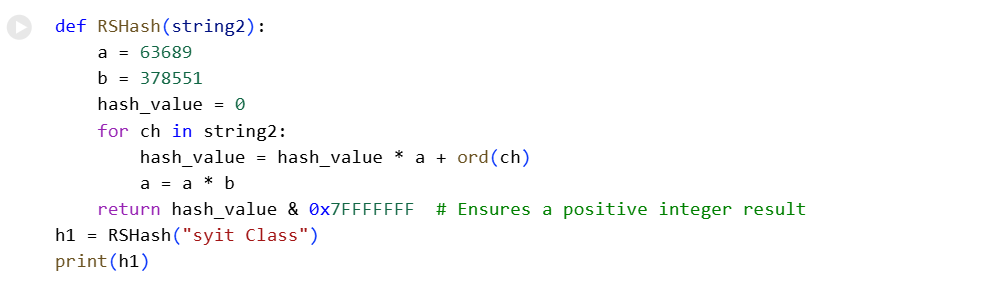 def RSHash(string2):
    a = 63689
    b = 378551
    hash_value = 0
    for ch in string2:
        hash_value = hash_value * a + ord(ch)
        a = a * b
    return hash_value & 0x7FFFFFFF  # Ensures a positive integer result
h1 = RSHash("syit Class")
print(h1)